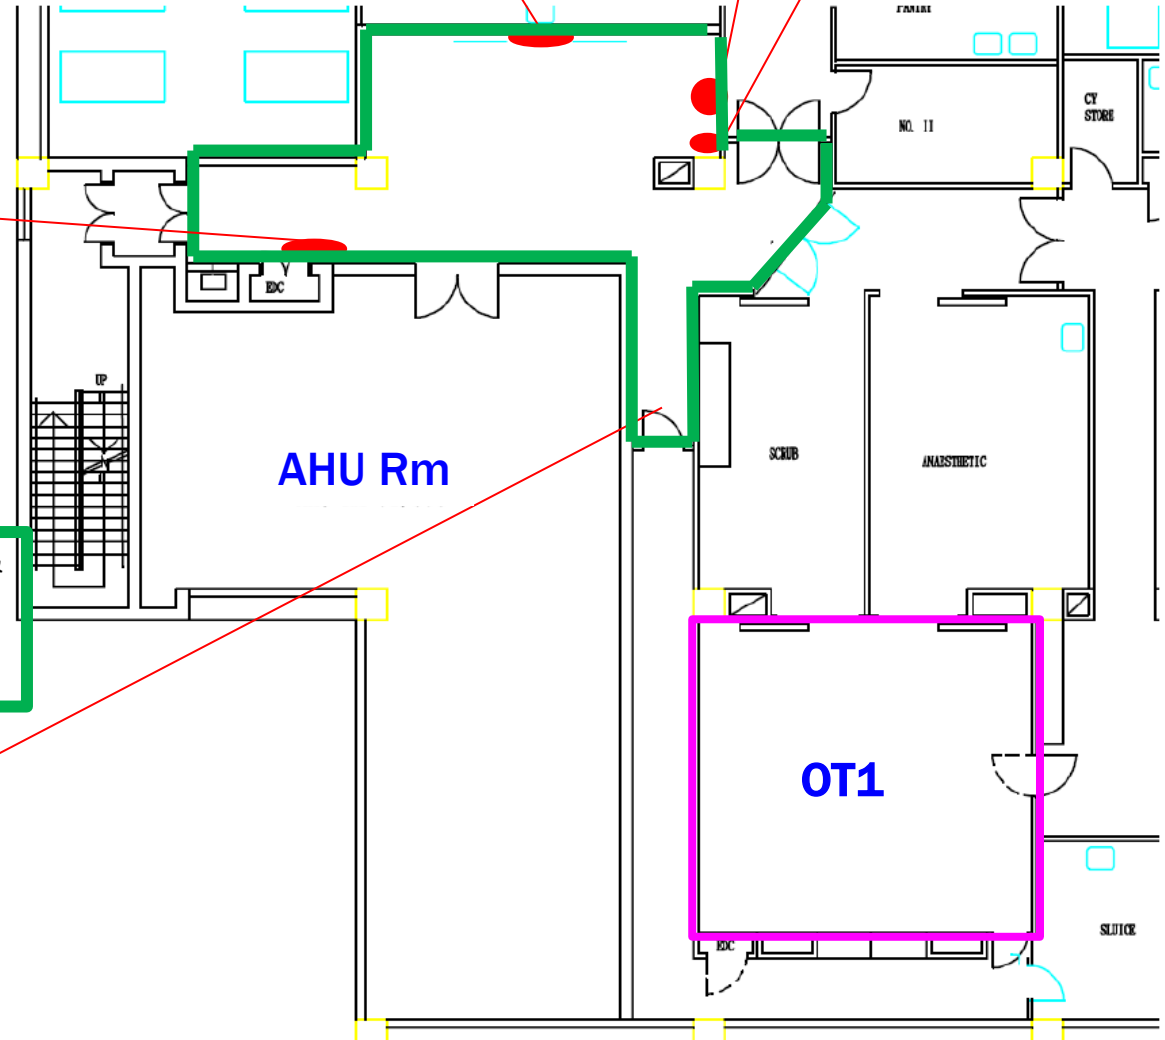 PANTRY
CY
STORE
NO. II
EDC
UP
AHU Rm
SCRUB
ANAESTHETIC
OT1
EDC
SLUICE